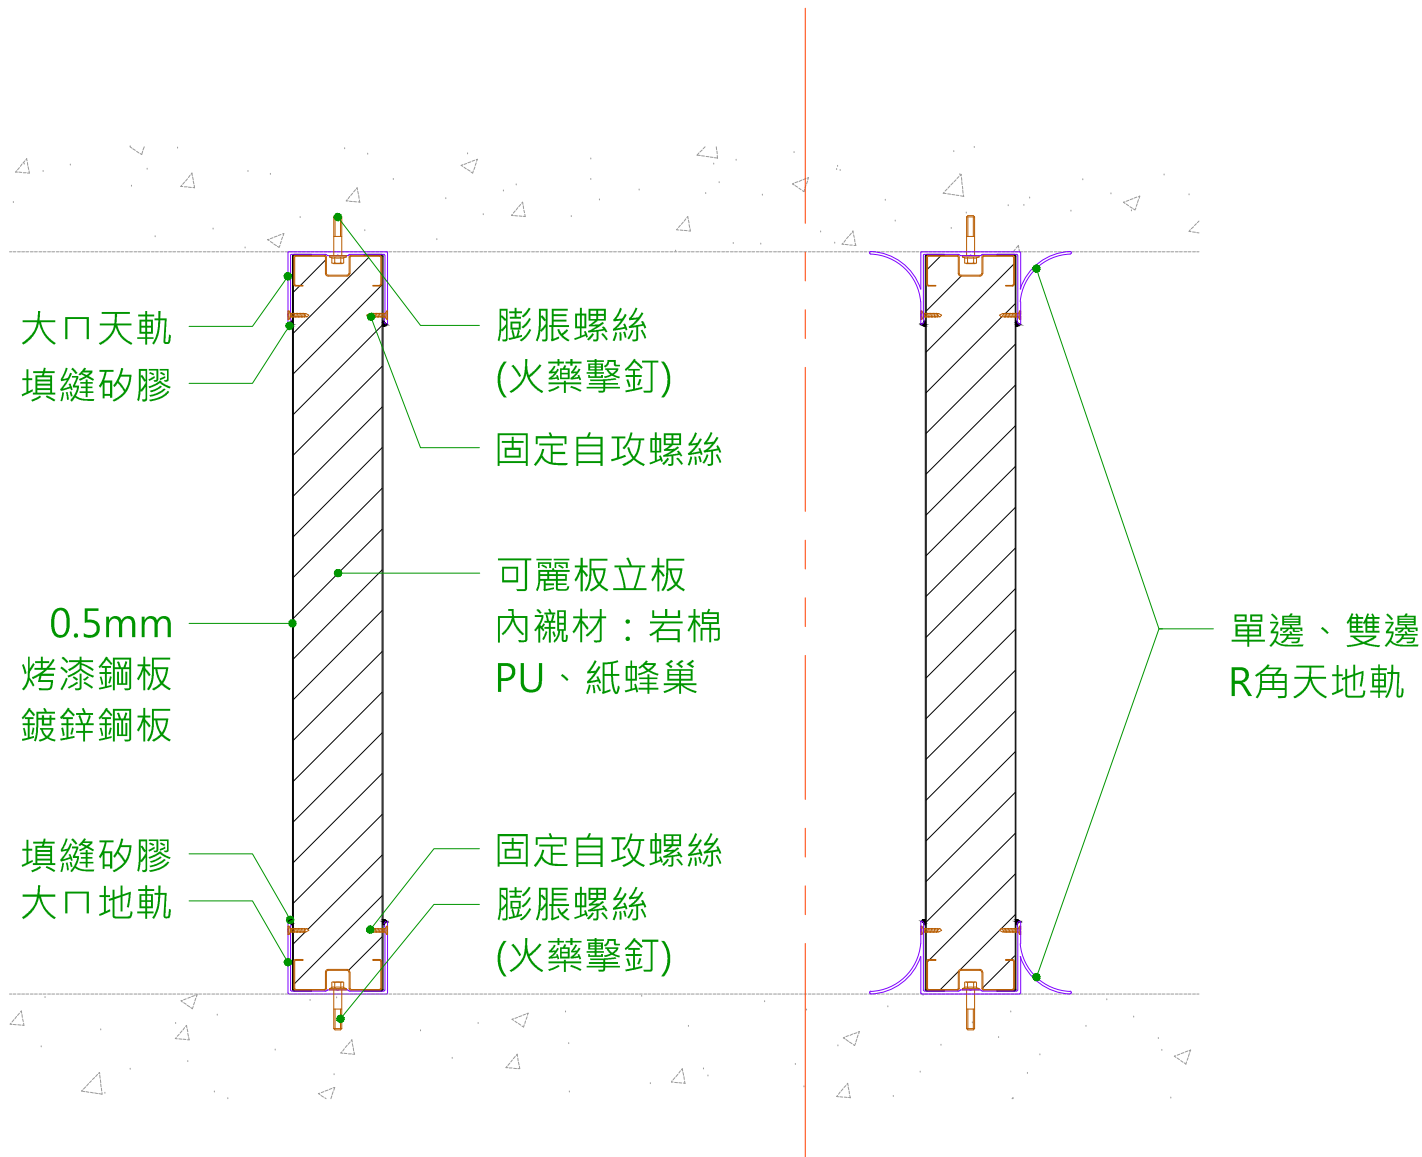 大ㄇ天軌
填縫矽膠
0.5mm
烤漆鋼板
鍍鋅鋼板
填縫矽膠
大ㄇ地軌
膨脹螺絲
(火藥擊釘)
固定自攻螺絲
可麗板立板
內襯材：岩棉
PU、紙蜂巢
固定自攻螺絲
膨脹螺絲
(火藥擊釘)
單邊、雙邊
R角天地軌